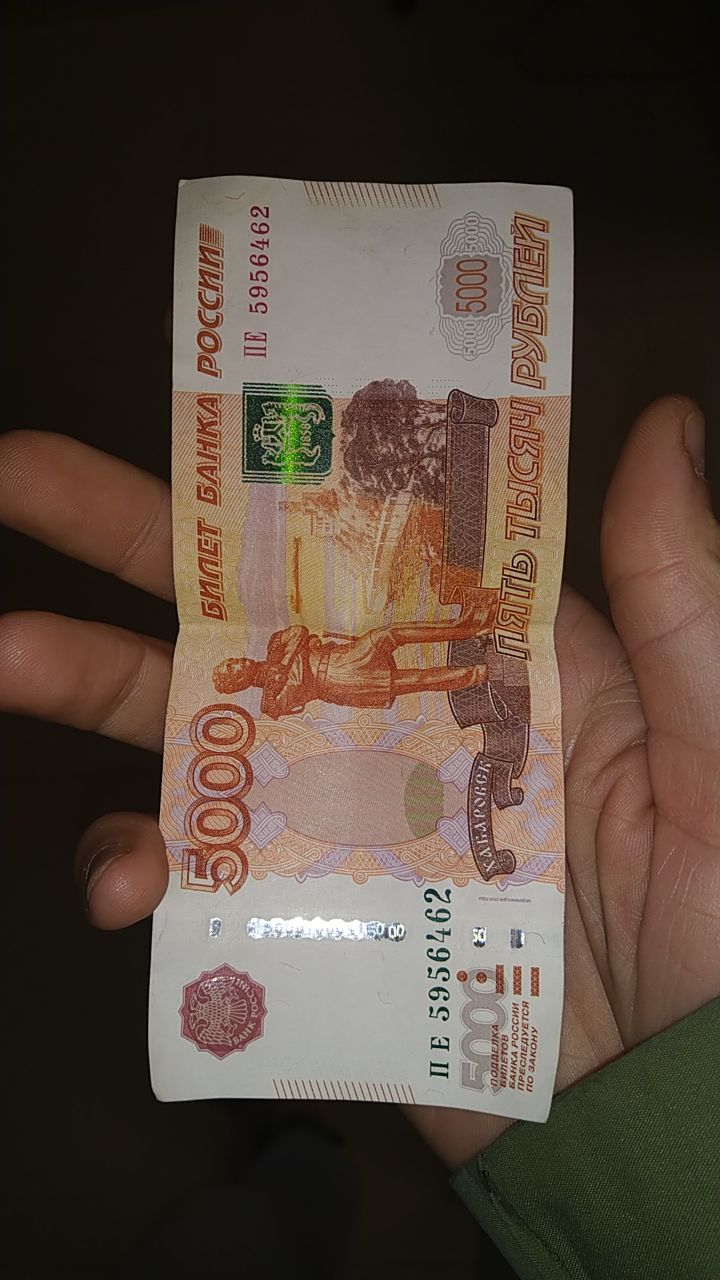 БАНК РОССИИ
5000
БИЛЕТ БАНКА РОССИИ
ПЕ 5956462
1858
ПЕ 5956462
5000
ПОДДЕЛКА
БИЛЕТОВ
БАНКА РОССИИ
ПРЕСЛЕДУЕТСЯ
ПО ЗАКОНУ
ХАБАРОВСК
5000 5000 5000
ПЯТЬ ТЫСЯЧ РУБЛЕЙ